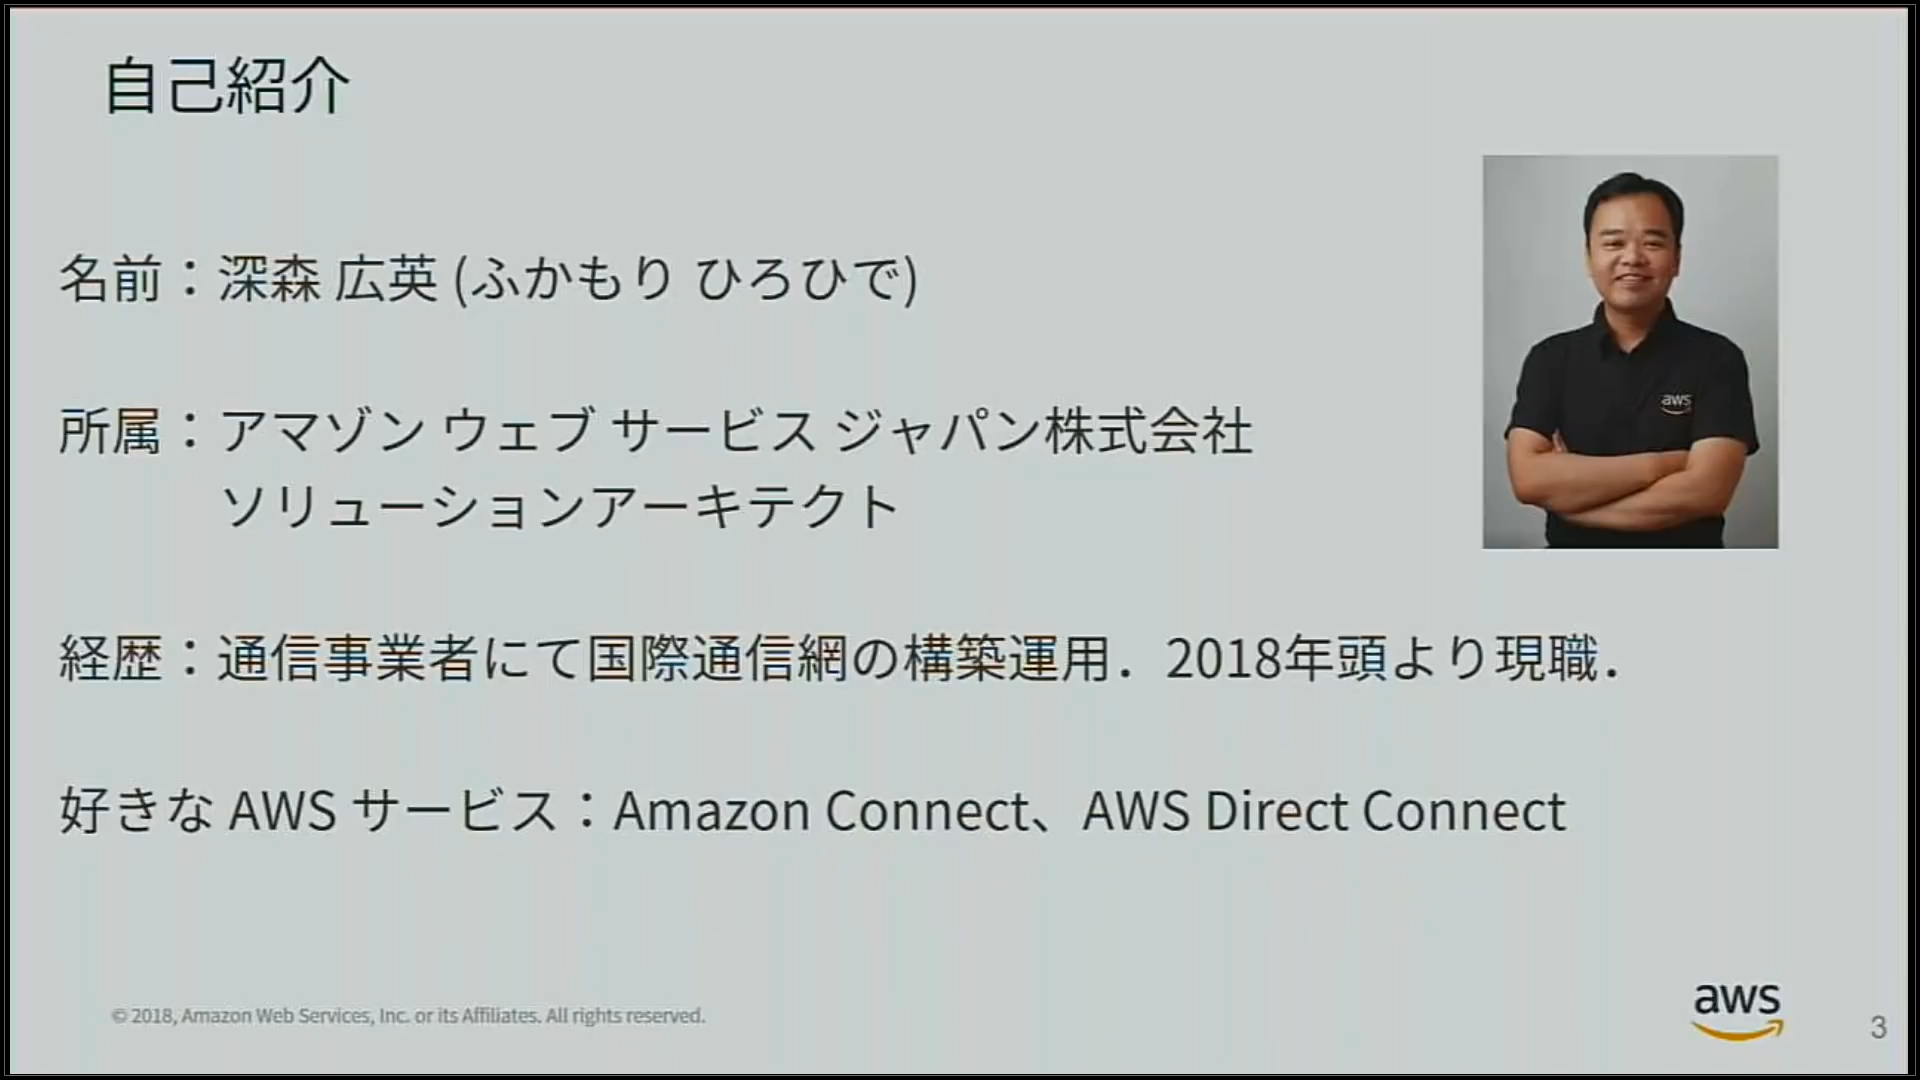 自己紹介
名前：深森 広英 (ふかもり ひろひで)
所属：アマゾン ウェブ サービス ジャパン株式会社
ソリューションアーキテクト
経歴：通信事業者にて国際通信網の構築運用．2018年頭より現職．
好きな AWS サービス：Amazon Connect、AWS Direct Connect
aws
© 2018, Amazon Web Services, Inc. or its Affiliates. All rights reserved.
aws
3